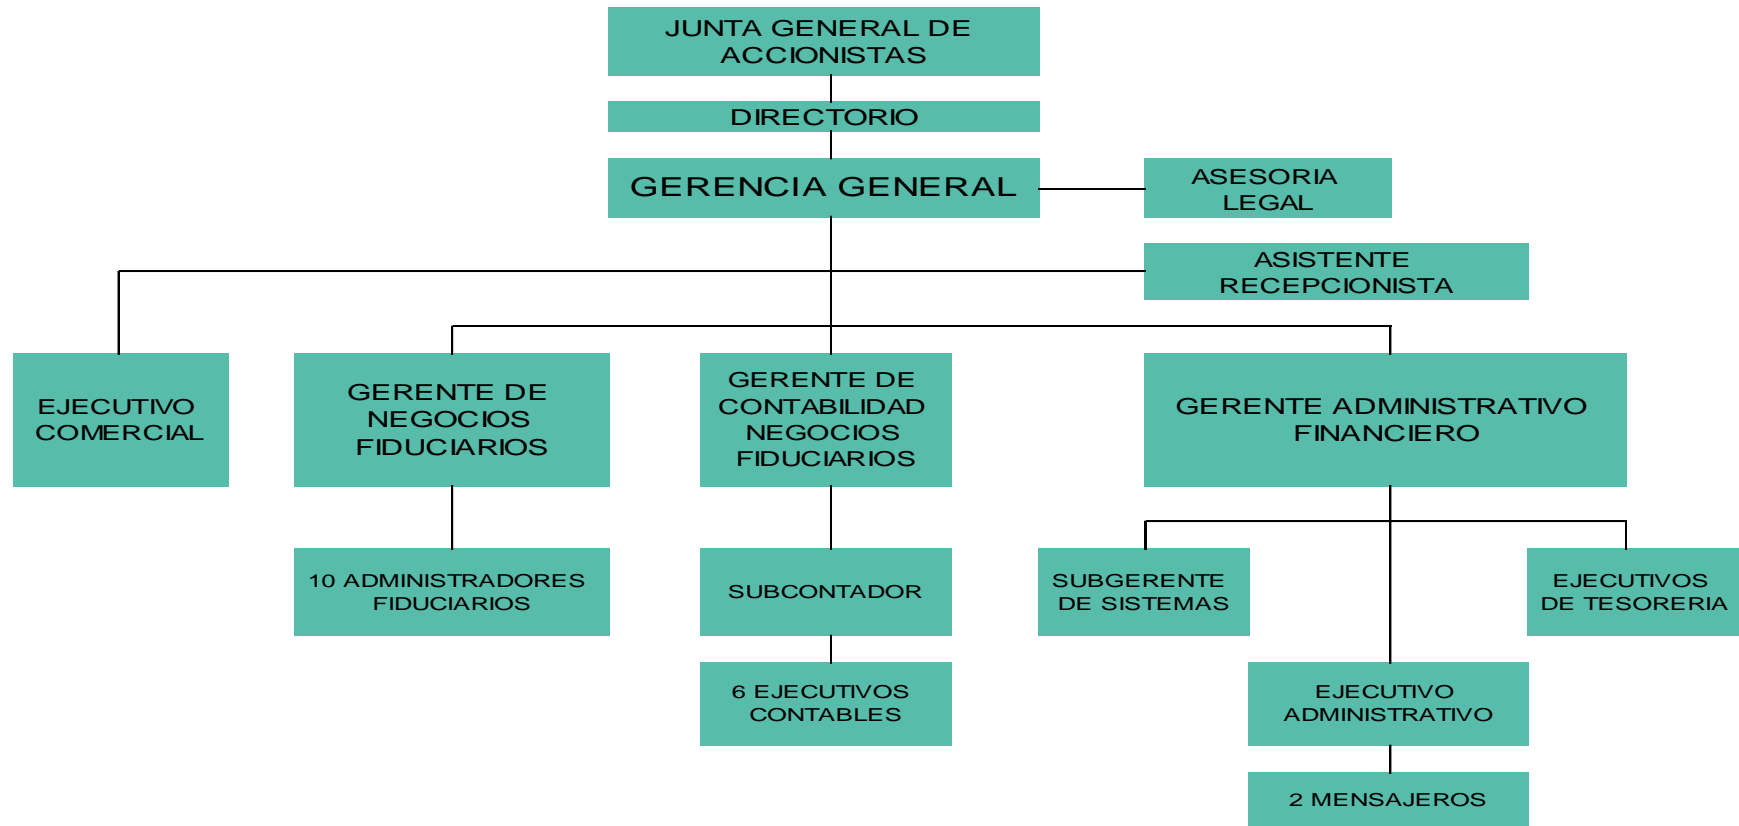 JUNTA GENERAL DE
ACCIONISTAS
DIRECTORIO
GERENCIA GENERAL
ASESORIA
LEGAL
ASISTENTE
RECEPCIONISTA
EJECUTIVO
COMERCIAL
GERENTE DE
NEGOCIOS
FIDUCIARIOS
GERENTE DE
CONTABILIDAD
NEGOCIOS
FIDUCIARIOS
GERENTE ADMINISTRATIVO
FINANCIERO
10 ADMINISTRADORES
FIDUCIARIOS
SUBCONTADOR
SUBGERENTE
DE SISTEMAS
EJECUTIVOS
DE TESORERIA
6 EJECUTIVOS
CONTABLES
EJECUTIVO
ADMINISTRATIVO
2 MENSAJEROS